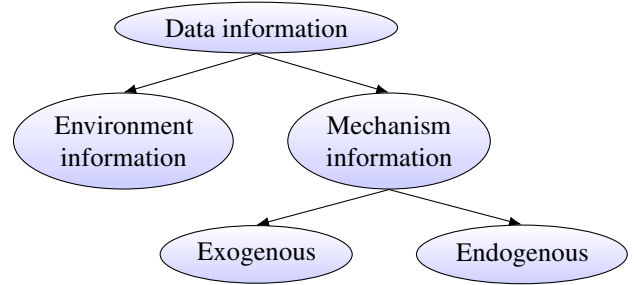 Data information
Environment
information
Mechanism
information
Exogenous
Endogenous